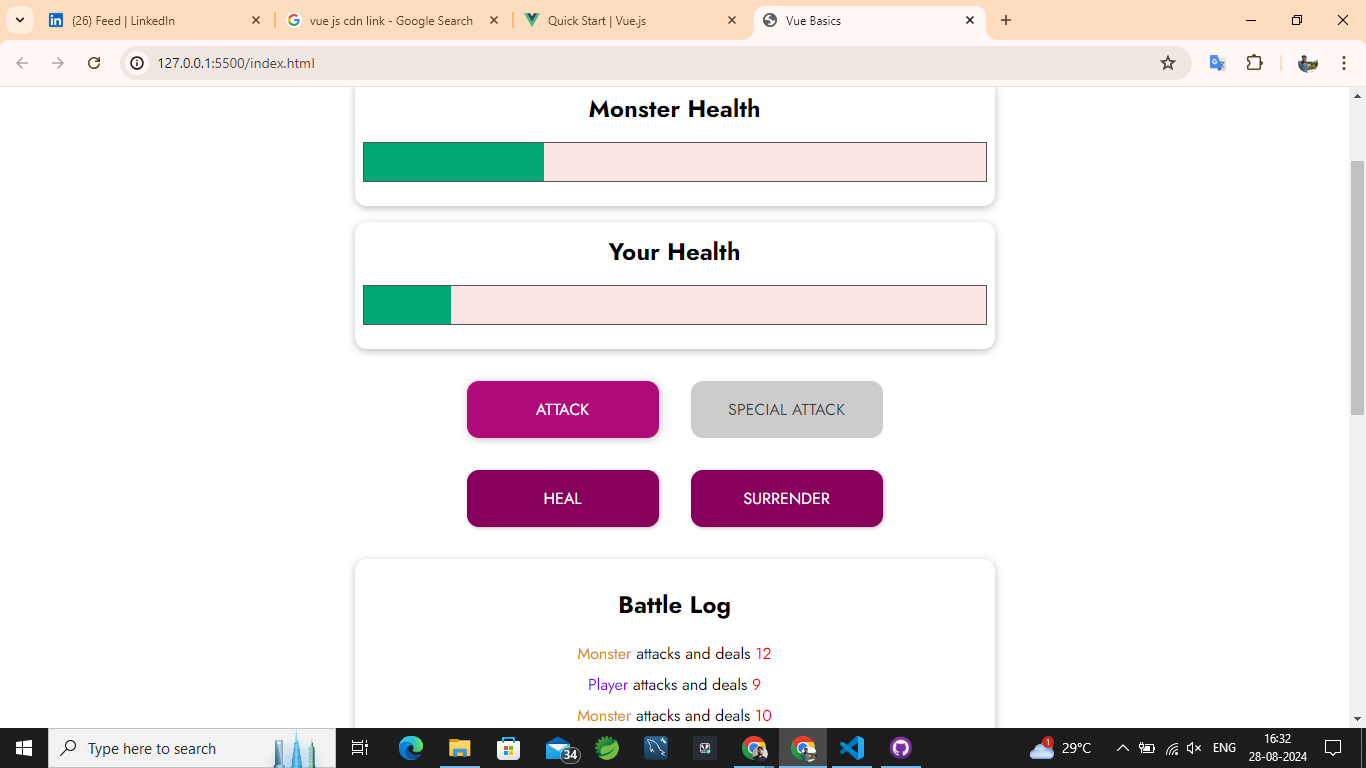 (26) Feed | LinkedIn
vue js cdn link - Google Search
Quick Start | Vue.js
Vue Basics
127.0.0.1:5500/index.html
Monster Health
Your Health
ATTACK
SPECIAL ATTACK
HEAL
SURRENDER
Battle Log
Monster attacks and deals 12
Player attacks and deals 9
Monster attacks and deals 10
Type here to search
34
1
29°C
ENG
16:32
28-08-2024